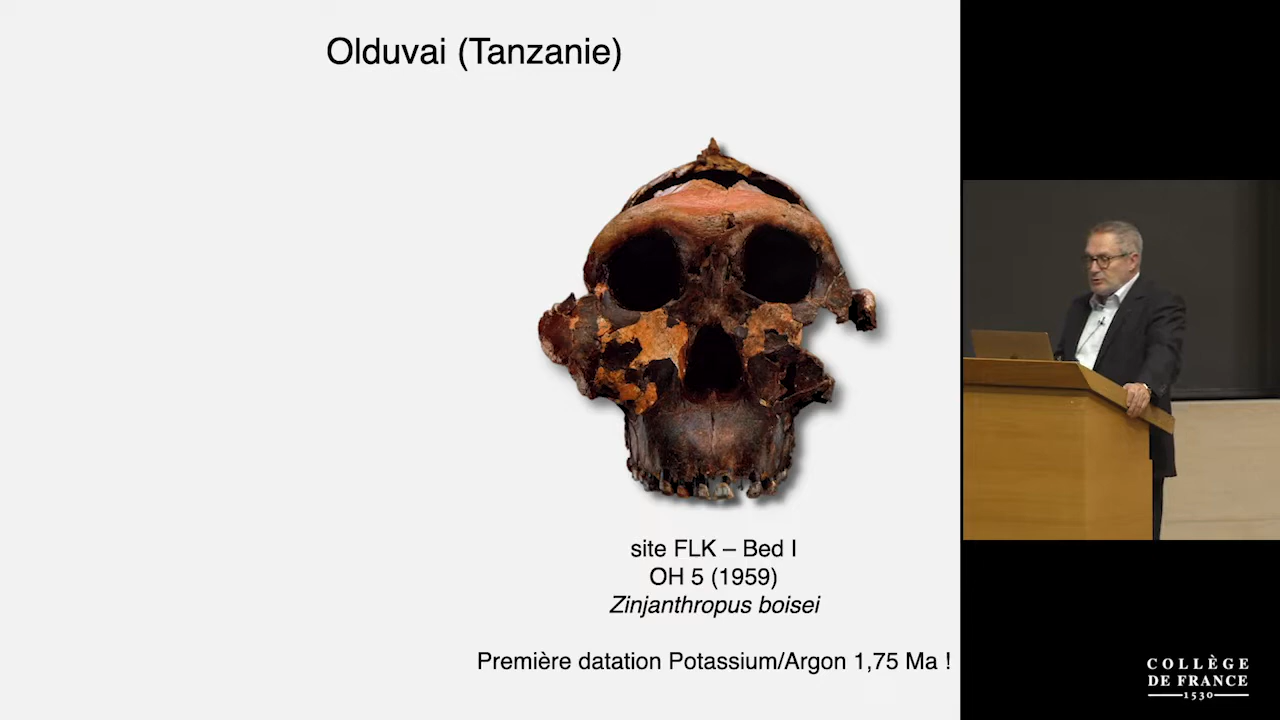 Olduvai (Tanzanie)
site FLK – Bed I
OH 5 (1959)
Zinjanthropus boisei
Première datation Potassium/Argon 1,75 Ma !
COLLÈGE
DE FRANCE
1530